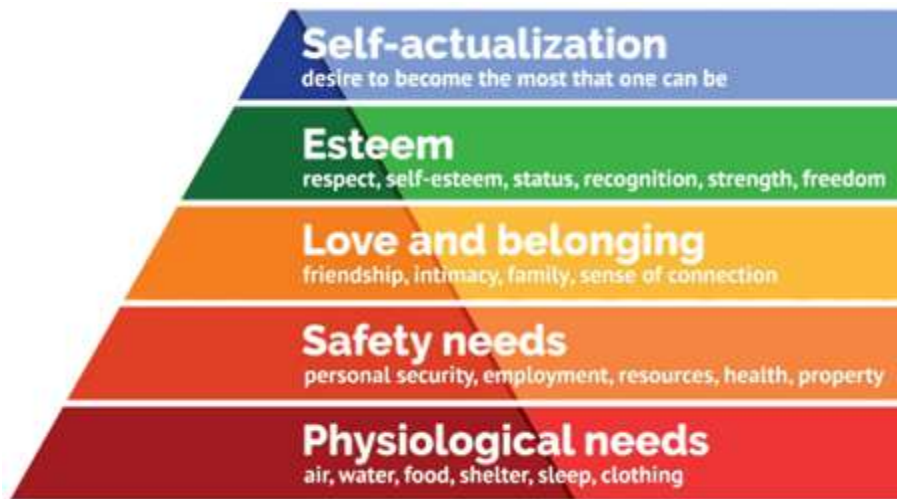 Self-actualization
desire to become the most that one can be
Esteem
respect, self-esteem, status, recognition, strength, freedom
Love and belonging
friendship, intimacy, family, sense of connection
Safety needs
personal security, employment, resources, health, property
Physiological needs
air, water, food, shelter, sleep, clothing